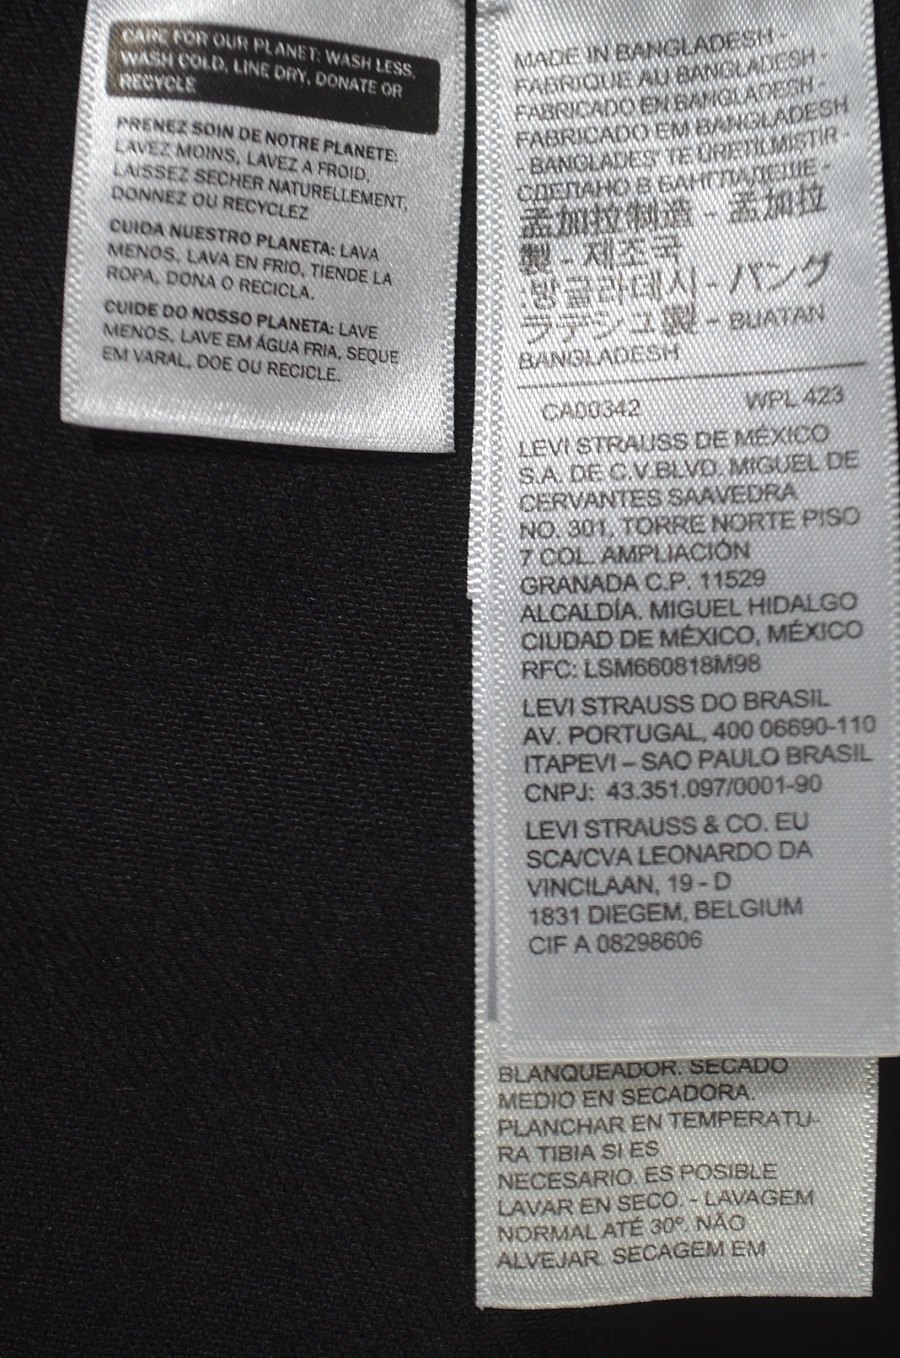 CARE FOR OUR PLANET: WASH LESS,
WASH COLD, LINE DRY, DONATE OR
RECYCLE
PRENEZ SOIN DE NOTRE PLANETE:
LAVEZ MOINS, LAVEZ A FROID,
LAISSEZ SECHER NATURELLEMENT,
DONNEZ OU RECYCLEZ
CUIDA NUESTRO PLANETA: LAVA
MENOS, LAVA EN FRIO, TIENDE LA
ROPA, DONA O RECICLA.
CUIDE DO NOSSO PLANETA: LAVE
MENOS, LAVE EM ÁGUA FRIA, SEQUE
EM VARAL, DOE OU RECICLE.
MADE IN BANGLADESH -
FABRIQUE AU BANGLADESH -
FABRICADO EN BANGLADESH -
FABRICADO EM BANGLADESH
- BANGLADEŞ' TE ÜRETILMISTIR -
СДЕЛАНО В БАНГЛАДЕШЕ -
孟加拉制造 - 孟加拉
製 - 제조국
.방글라데시 - バング
ラデシュ製 - BUATAN
BANGLADESH
CA00342 WPL 423
LEVI STRAUSS DE MÉXICO
S.A. DE C.V.BLVD. MIGUEL DE
CERVANTES SAAVEDRA
NO. 301, TORRE NORTE PISO
7 COL. AMPLIACIÓN
GRANADA C.P. 11529
ALCALDÍA. MIGUEL HIDALGO
CIUDAD DE MÉXICO, MÉXICO
RFC: LSM660818M98
LEVI STRAUSS DO BRASIL
AV. PORTUGAL, 400 06690-110
ITAPEVI – SAO PAULO BRASIL
CNPJ: 43.351.097/0001-90
LEVI STRAUSS & CO. EU
SCA/CVA LEONARDO DA
VINCILAAN, 19 - D
1831 DIEGEM, BELGIUM
CIF A 08298606
BLANQUEADOR. SECADO
MEDIO EN SECADORA.
PLANCHAR EN TEMPERATU-
RA TIBIA SI ES
NECESARIO. ES POSIBLE
LAVAR EN SECO. - LAVAGEM
NORMAL ATÉ 30º. NÃO
ALVEJAR. SECAGEM EM